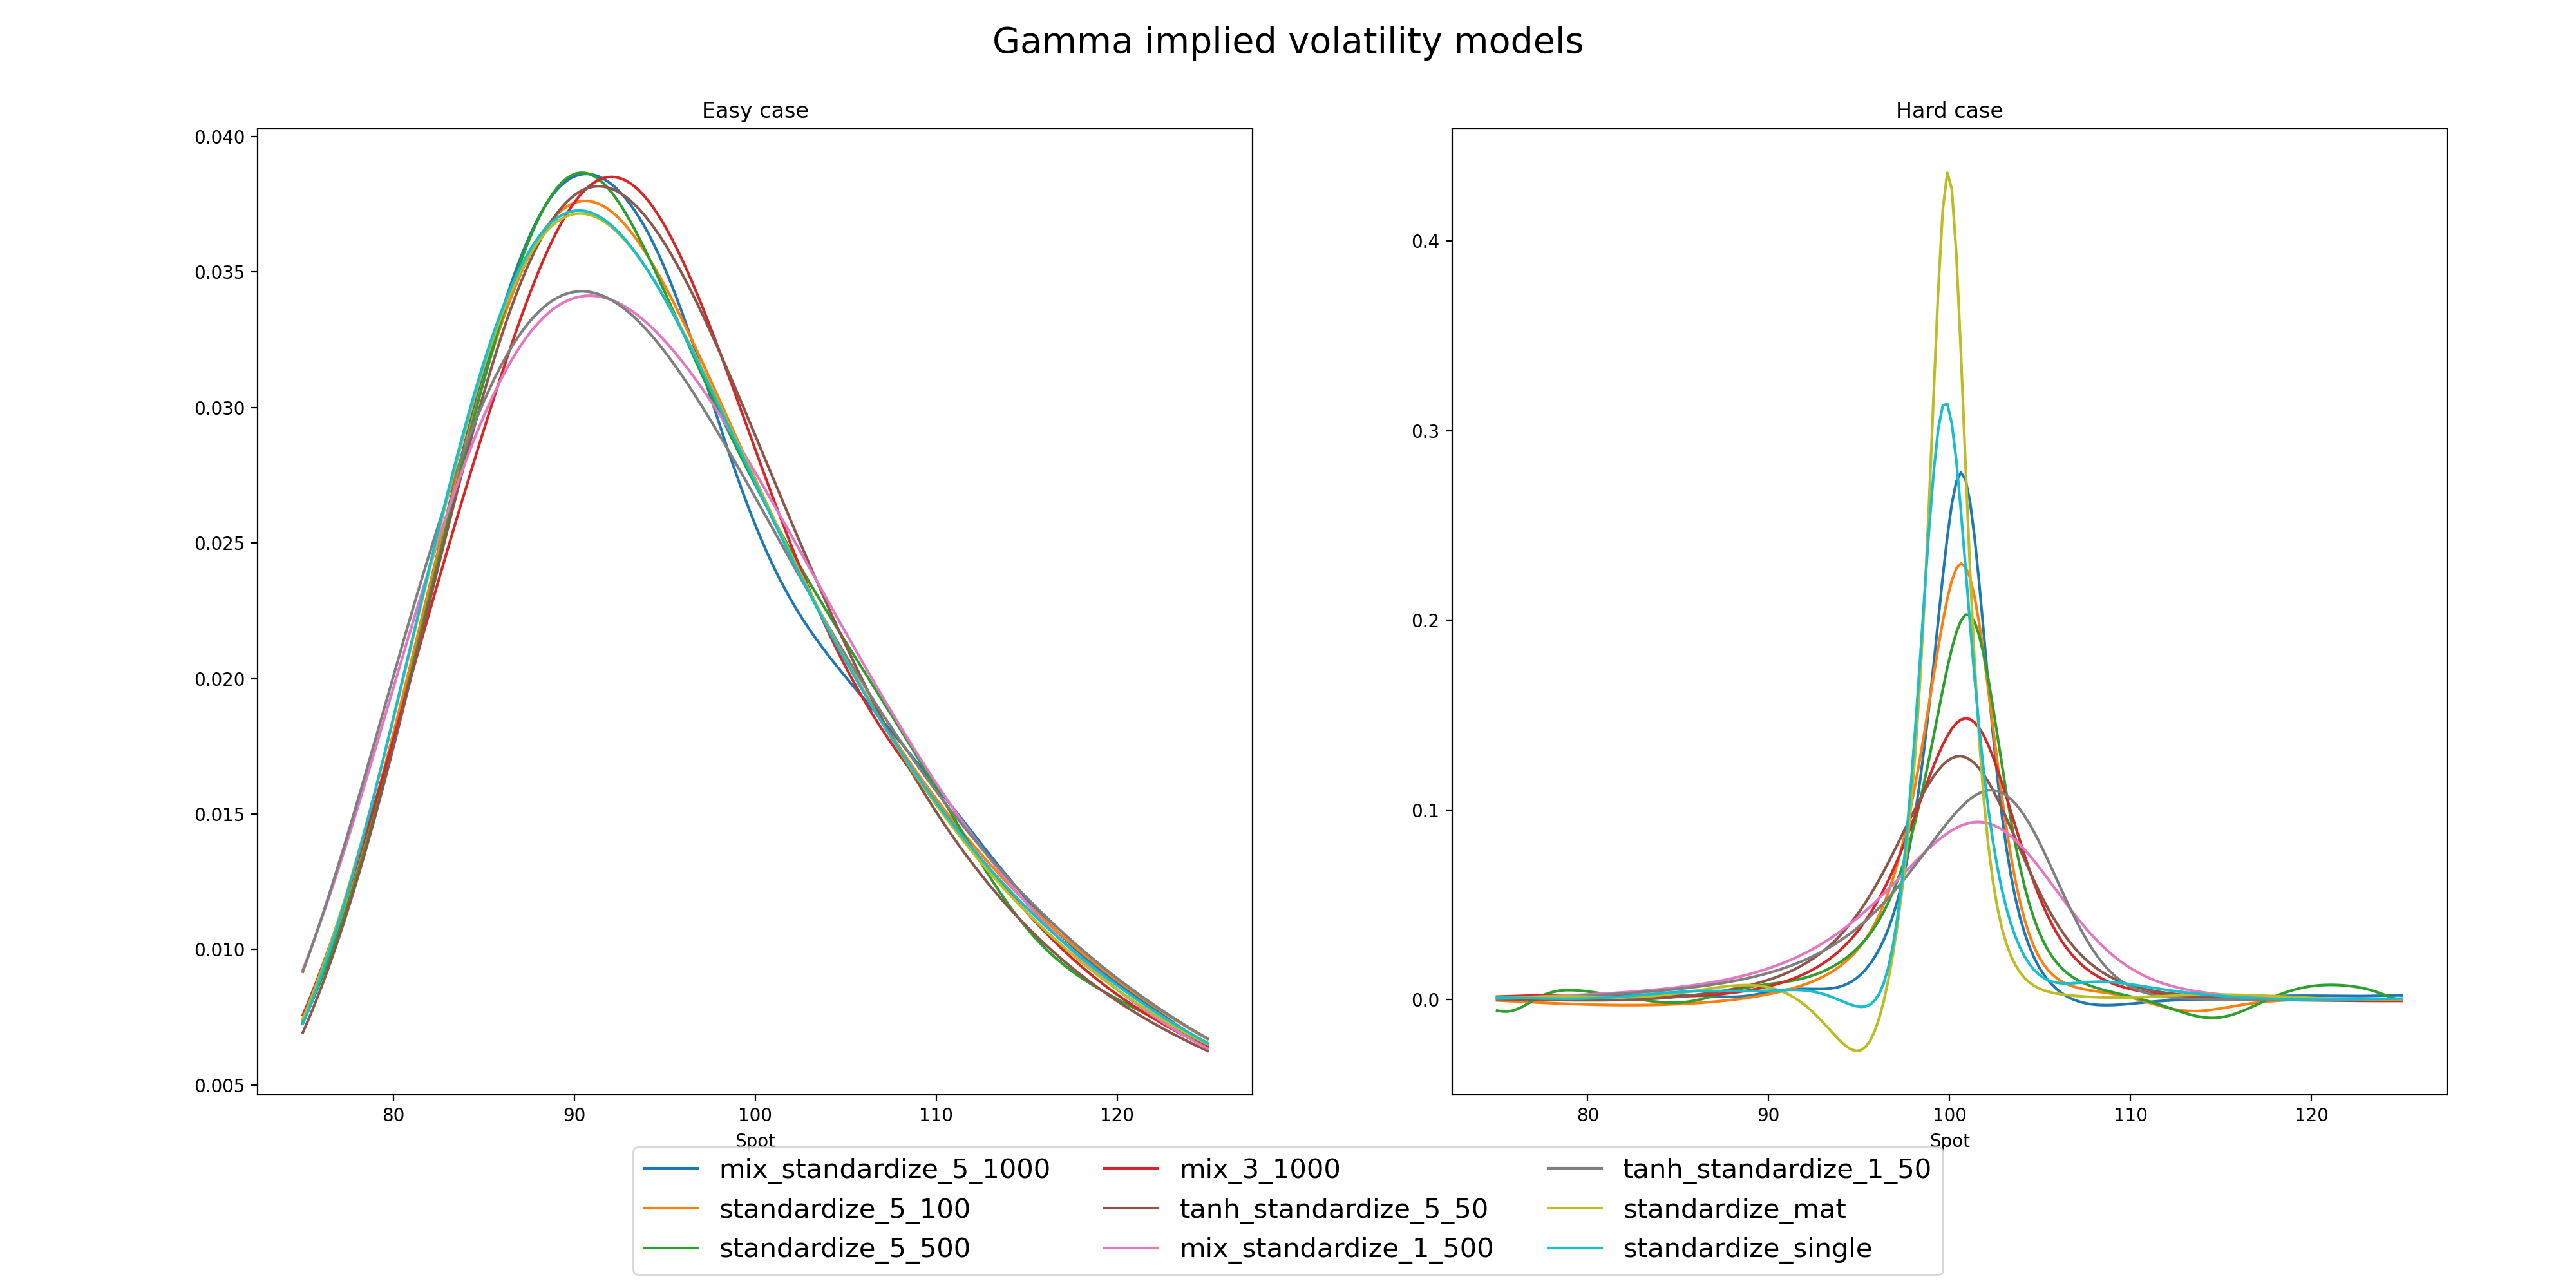 Gamma implied volatility models
Easy case
0.040
0.035
0.030
0.025
0.020
0.015
0.010
0.005
80 90 100 110 120
Spot
Hard case
0.4
0.3
0.2
0.1
0.0
80 90 100 110 120
Spot
mix_standardize_5_1000
standardize_5_100
standardize_5_500
mix_3_1000
tanh_standardize_5_50
mix_standardize_1_500
tanh_standardize_1_50
standardize_mat
standardize_single